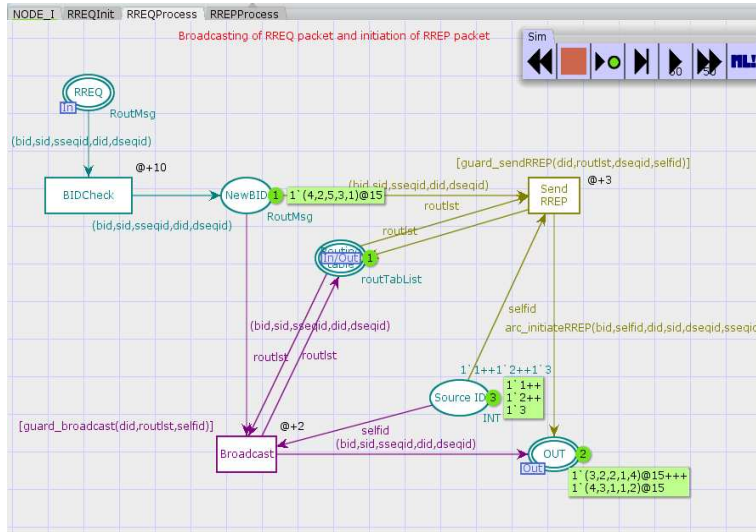 NODE_I RREQInit RREQProcess RREPProcess
Broadcasting of RREQ packet and initiation of RREP packet
Sim
RREQ
In
RoutMsg
(bid,sid,sseqid,did,dseqid)
@+10
BIDCheck
(bid,sid,sseqid,did,dseqid)
NewBID
1
1`(4,2,5,3,1)@15
RoutMsg
(bid,sid,sseqid,did,dseqid)
[guard_sendRREP(did,routlst,dseqid,selfid)]
@+3
Send
RREP
routlst
routlst
In/Out
1
routTabList
(bid,sid,sseqid,did,dseqid)
routlst
routlst
selfid
arc_initiateRREP(bid,selfid,did,sid,dseqid,sseqid
1`1++1`2++1`3
Source ID
3
1`1++
1`2++
1`3
INT
[guard_broadcast(did,routlst,selfid)]
@+2
Broadcast
selfid
(bid,sid,sseqid,did,dseqid)
OUT
2
Out
1`(3,2,2,1,4)@15+++
1`(4,3,1,1,2)@15